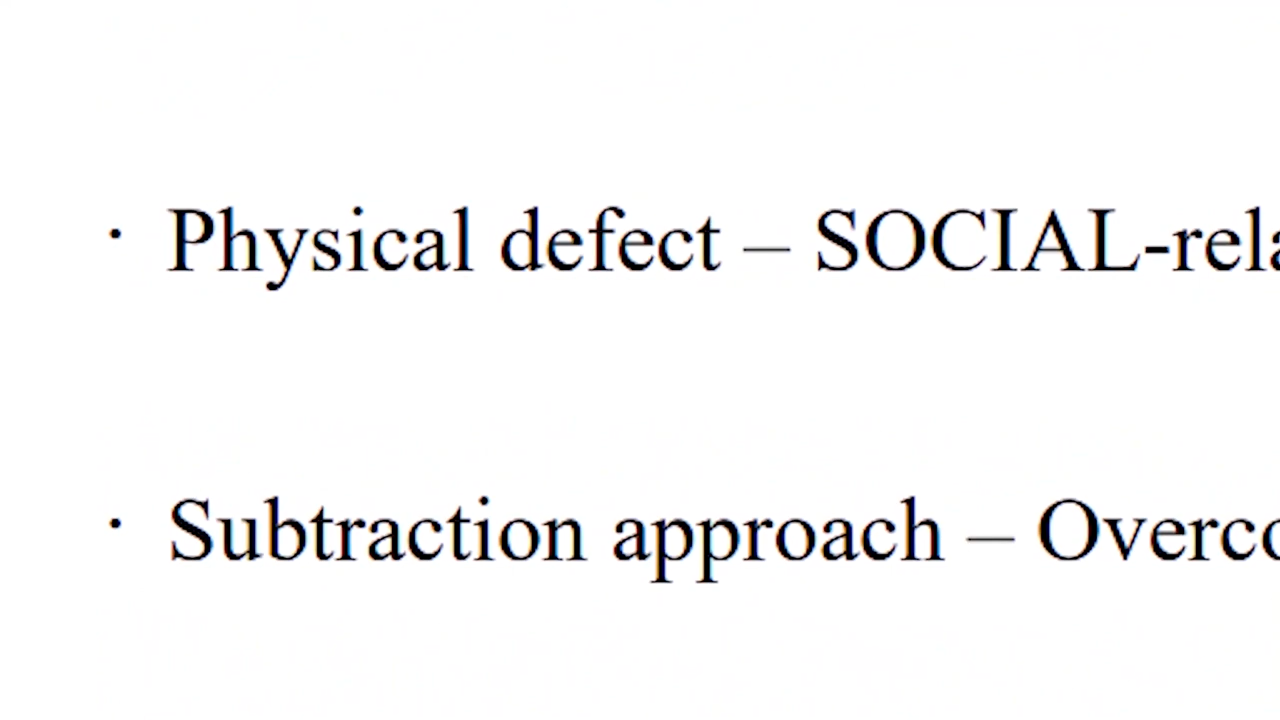 · Physical defect – SOCIAL-rela
· Subtraction approach – Overco